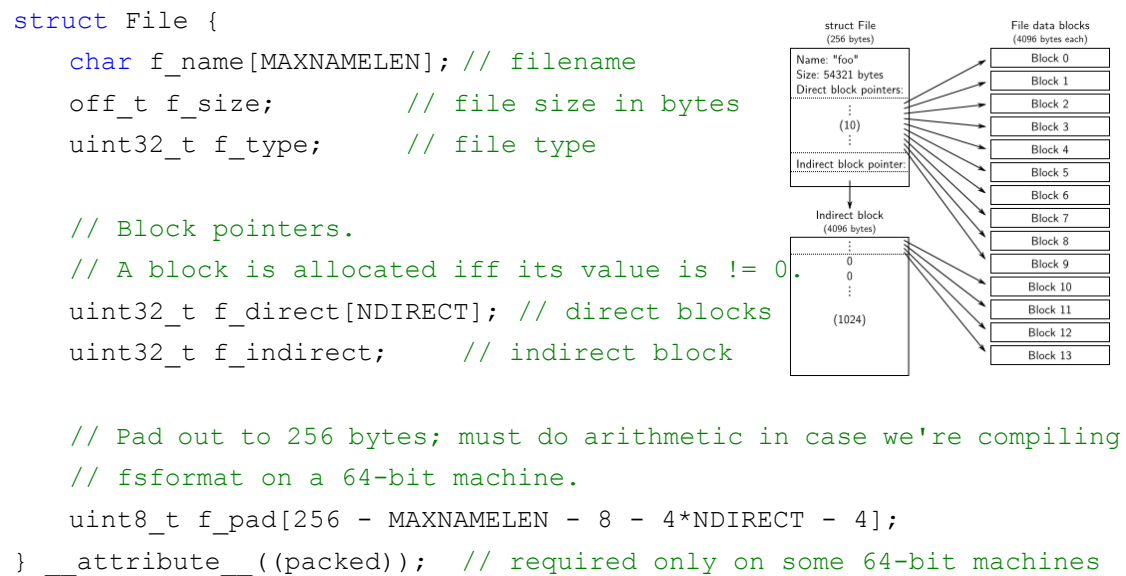 struct File {
char f_name[MAXNAMELEN]; // filename
off_t f_size; // file size in bytes
uint32_t f_type; // file type
// Block pointers.
// A block is allocated iff its value is != 0.
uint32_t f_direct[NDIRECT]; // direct blocks
uint32_t f_indirect; // indirect block
// Pad out to 256 bytes; must do arithmetic in case we're compiling
// fsformat on a 64-bit machine.
uint8_t f_pad[256 - MAXNAMELEN - 8 - 4*NDIRECT - 4];
} __attribute__((packed)); // required only on some 64-bit machines
struct File
(256 bytes)
Name: "foo"
Size: 54321 bytes
Direct block pointers:
⋮
(10)
⋮
Indirect block pointer:
Indirect block
(4096 bytes)
⋮
0
0
⋮
(1024)
File data blocks
(4096 bytes each)
Block 0
Block 1
Block 2
Block 3
Block 4
Block 5
Block 6
Block 7
Block 8
Block 9
Block 10
Block 11
Block 12
Block 13